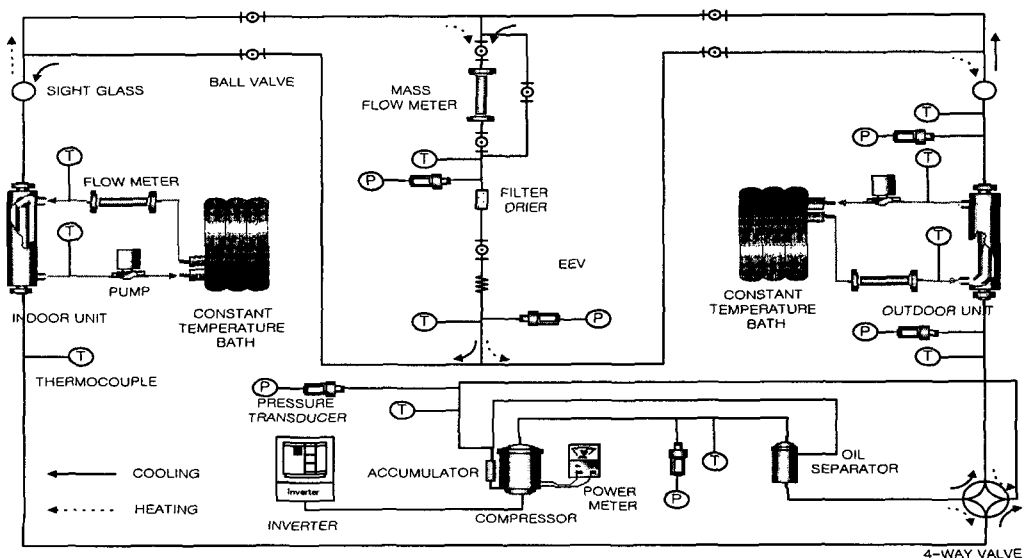 SIGHT GLASS
BALL VALVE
MASS
FLOW METER
T
P
T
T
FLOW METER
T
P
FILTER
DRIER
T
T
T
EEV
PUMP
INDOOR UNIT
CONSTANT
TEMPERATURE
BATH
T
P
CONSTANT
TEMPERATURE
BATH
OUTDOOR UNIT
P
T
T
THERMOCOUPLE
P
PRESSURE
TRANSDUCER
T
COOLING
HEATING
Inverter
INVERTER
ACCUMULATOR
COMPRESSOR
POWER
METER
P
T
OIL
SEPARATOR
4-WAY VALVE